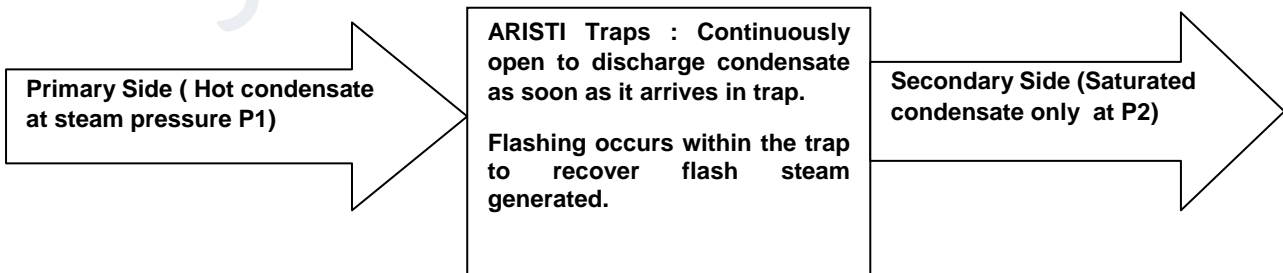 Primary Side ( Hot condensate
at steam pressure P1)
ARISTI Traps : Continuously
open to discharge condensate
as soon as it arrives in trap.
Flashing occurs within the trap
to recover flash steam
generated.
Secondary Side (Saturated
condensate only at P2)